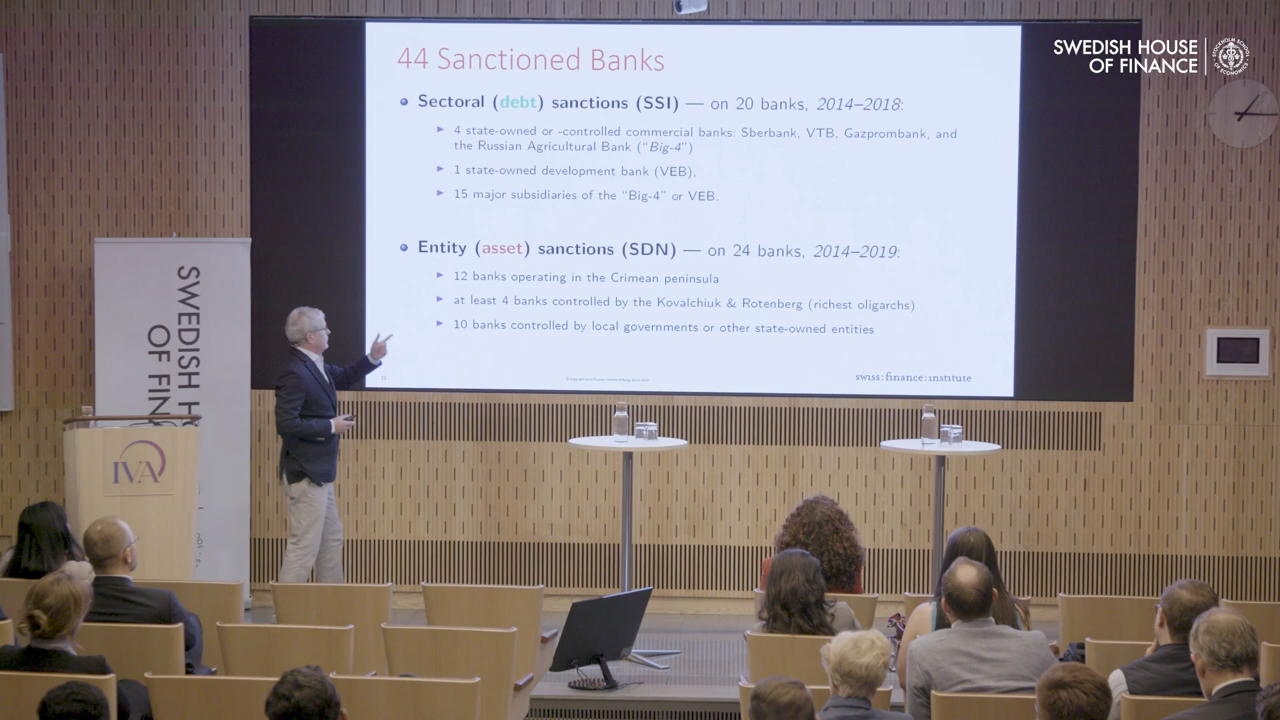 SWEDISH HOUSE
OF FINANCE
44 Sanctioned Banks
Sectoral (debt) sanctions (SSI) — on 20 banks, 2014–2018:
4 state-owned or -controlled commercial banks: Sberbank, VTB, Gazprombank, and
the Russian Agricultural Bank ("Big-4")
1 state-owned development bank (VEB),
15 major subsidiaries of the "Big-4" or VEB.
Entity (asset) sanctions (SDN) — on 24 banks, 2014–2019:
12 banks operating in the Crimean peninsula
at least 4 banks controlled by the Kovalchiuk & Rotenberg (richest oligarchs)
10 banks controlled by local governments or other state-owned entities
swiss:finance:institute
SWEDISH H
OF FIN
IVA